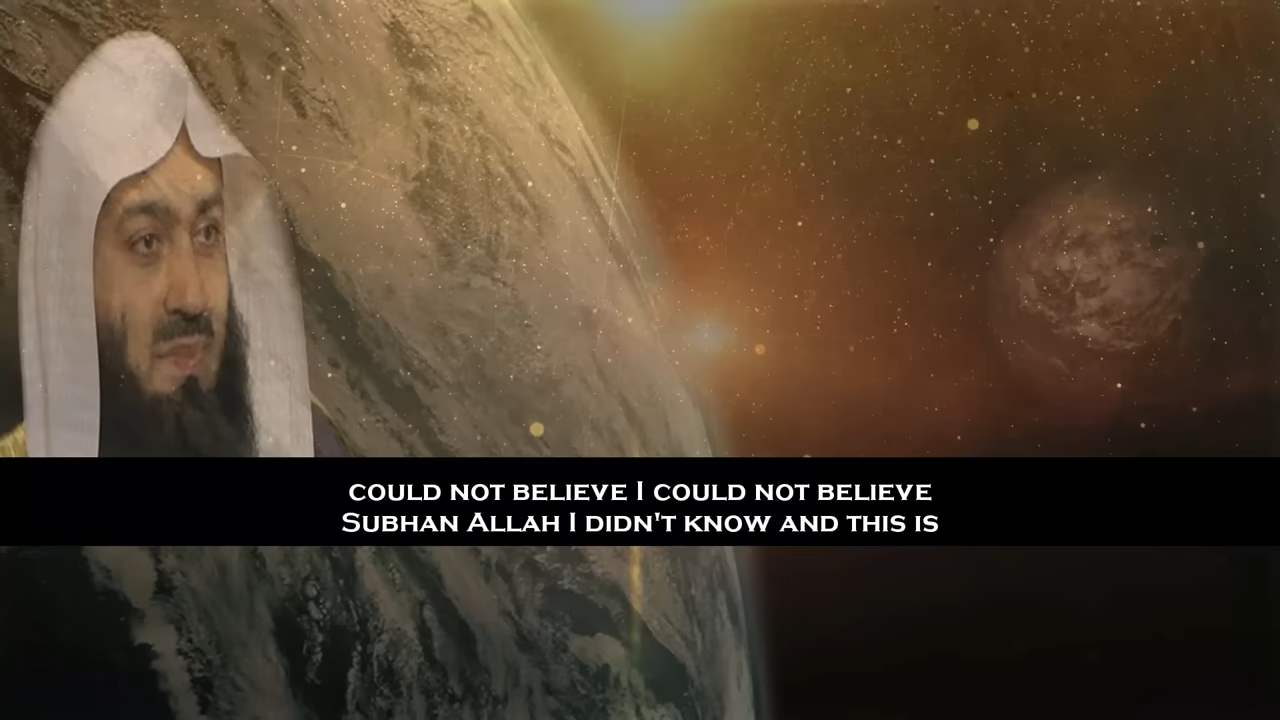 COULD NOT BELIEVE I COULD NOT BELIEVE
SUBHAN ALLAH I DIDN'T KNOW AND THIS IS